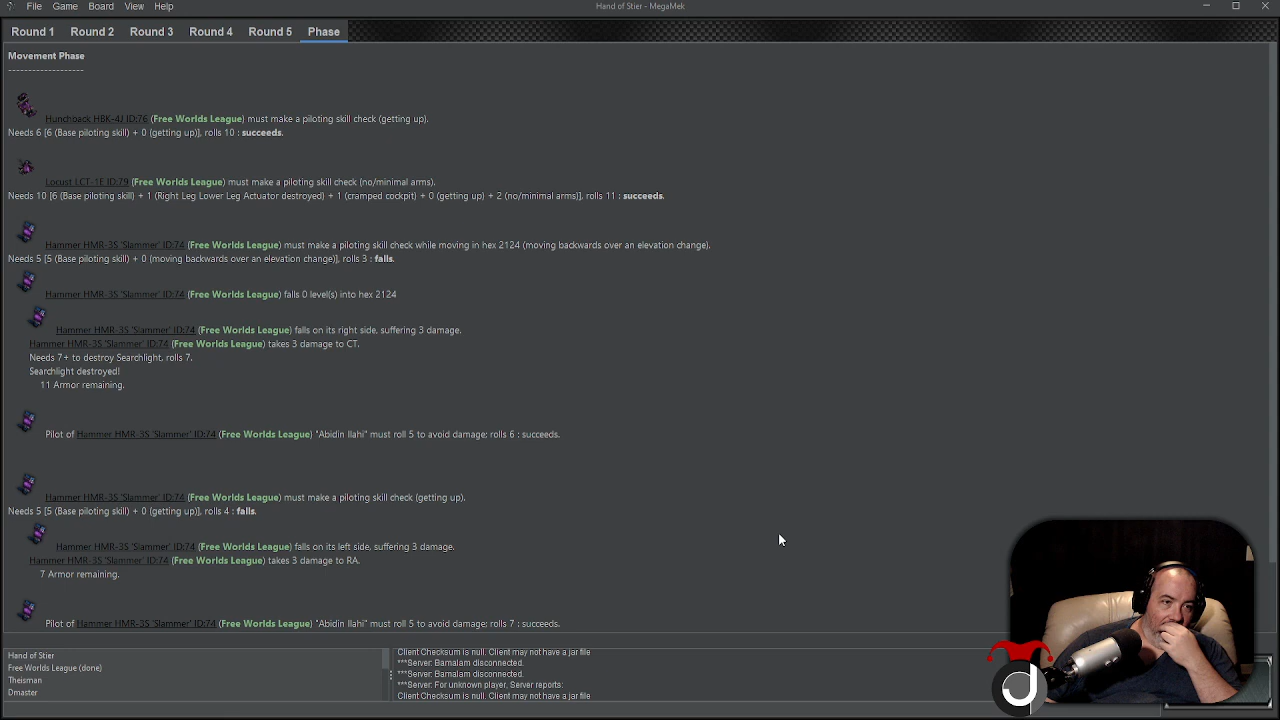 File Game Board View Help
Hand of Stier - MegaMek
Round 1 Round 2 Round 3 Round 4 Round 5 Phase
Movement Phase
--------------------
Hunchback HBK-4J ID:76 (Free Worlds League) must make a piloting skill check (getting up).
Needs 6 [6 (Base piloting skill) + 0 (getting up)], rolls 10 : succeeds.
Locust LCT-1E ID:79 (Free Worlds League) must make a piloting skill check (no/minimal arms).
Needs 10 [6 (Base piloting skill) + 1 (Right Leg Lower Leg Actuator destroyed) + 1 (cramped cockpit) + 0 (getting up) + 2 (no/minimal arms)], rolls 11 : succeeds.
Hammer HMR-3S 'Slammer' ID:74 (Free Worlds League) must make a piloting skill check while moving in hex 2124 (moving backwards over an elevation change).
Needs 5 [5 (Base piloting skill) + 0 (moving backwards over an elevation change)], rolls 3 : falls.
Hammer HMR-3S 'Slammer' ID:74 (Free Worlds League) falls 0 level(s) into hex 2124
Hammer HMR-3S 'Slammer' ID:74 (Free Worlds League) falls on its right side, suffering 3 damage.
Hammer HMR-3S 'Slammer' ID:74 (Free Worlds League) takes 3 damage to CT.
Needs 7+ to destroy Searchlight, rolls 7.
Searchlight destroyed!
11 Armor remaining.
Pilot of Hammer HMR-3S 'Slammer' ID:74 (Free Worlds League) "Abidin Ilahi" must roll 5 to avoid damage; rolls 6 : succeeds.
Hammer HMR-3S 'Slammer' ID:74 (Free Worlds League) must make a piloting skill check (getting up).
Needs 5 [5 (Base piloting skill) + 0 (getting up)], rolls 4 : falls.
Hammer HMR-3S 'Slammer' ID:74 (Free Worlds League) falls on its left side, suffering 3 damage.
Hammer HMR-3S 'Slammer' ID:74 (Free Worlds League) takes 3 damage to RA.
7 Armor remaining.
Pilot of Hammer HMR-3S 'Slammer' ID:74 (Free Worlds League) "Abidin Ilahi" must roll 5 to avoid damage; rolls 7 : succeeds.
Hand of Stier
Free Worlds League (done)
Theisman
Dmaster
Client Checksum is null. Client may not have a jar file
***Server: Bamalam disconnected.
***Server: Bamalam disconnected.
***Server: For unknown player, Server reports:
Client Checksum is null. Client may not have a jar file